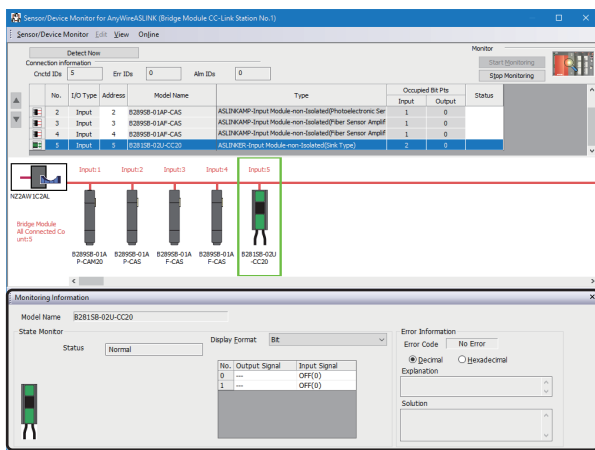 Sensor/Device Monitor for AnyWireASLINK (Bridge Module CC-Link Station No.1)
Sensor/Device Monitor Edit View Online
Detect Now
Monitor
Connection information
Start Monitoring
Cnctd IDs 5 Err IDs 0 Alm IDs 0
Stop Monitoring
No. I/O Type Address Model Name Type Occupied Bit Pts Status
Input Output
2 Input 2 B289SB-01AP-CAS ASLINKAMP-Input Module-non-Isolated(Photoelectronic Ser 1 0
3 Input 3 B289SB-01AF-CAS ASLINKAMP-Input Module-non-Isolated(Fiber Sensor Amplif 1 0
4 Input 4 B289SB-01AF-CAS ASLINKAMP-Input Module-non-Isolated(Fiber Sensor Amplif 1 0
5 Input 5 B281SB-02U-CC20 ASLINKER-Input Module-non-Isolated(Sink Type) 2 0
Input:1 Input:2 Input:3 Input:4 Input:5
NZ2AW1C2AL
Bridge Module
All Connected Co
unt:5
B289SB-01A B289SB-01A B289SB-01A B289SB-01A B281SB-02U
P-CAM20 P-CAS F-CAS F-CAS -CC20
Monitoring Information
Model Name B281SB-02U-CC20
State Monitor
Error Information
Status Normal
Display Format Bit
Error Code No Error
Decimal Hexadecimal
No. Output Signal Input Signal
0 --- OFF(0)
1 --- OFF(0)
Explanation
Solution